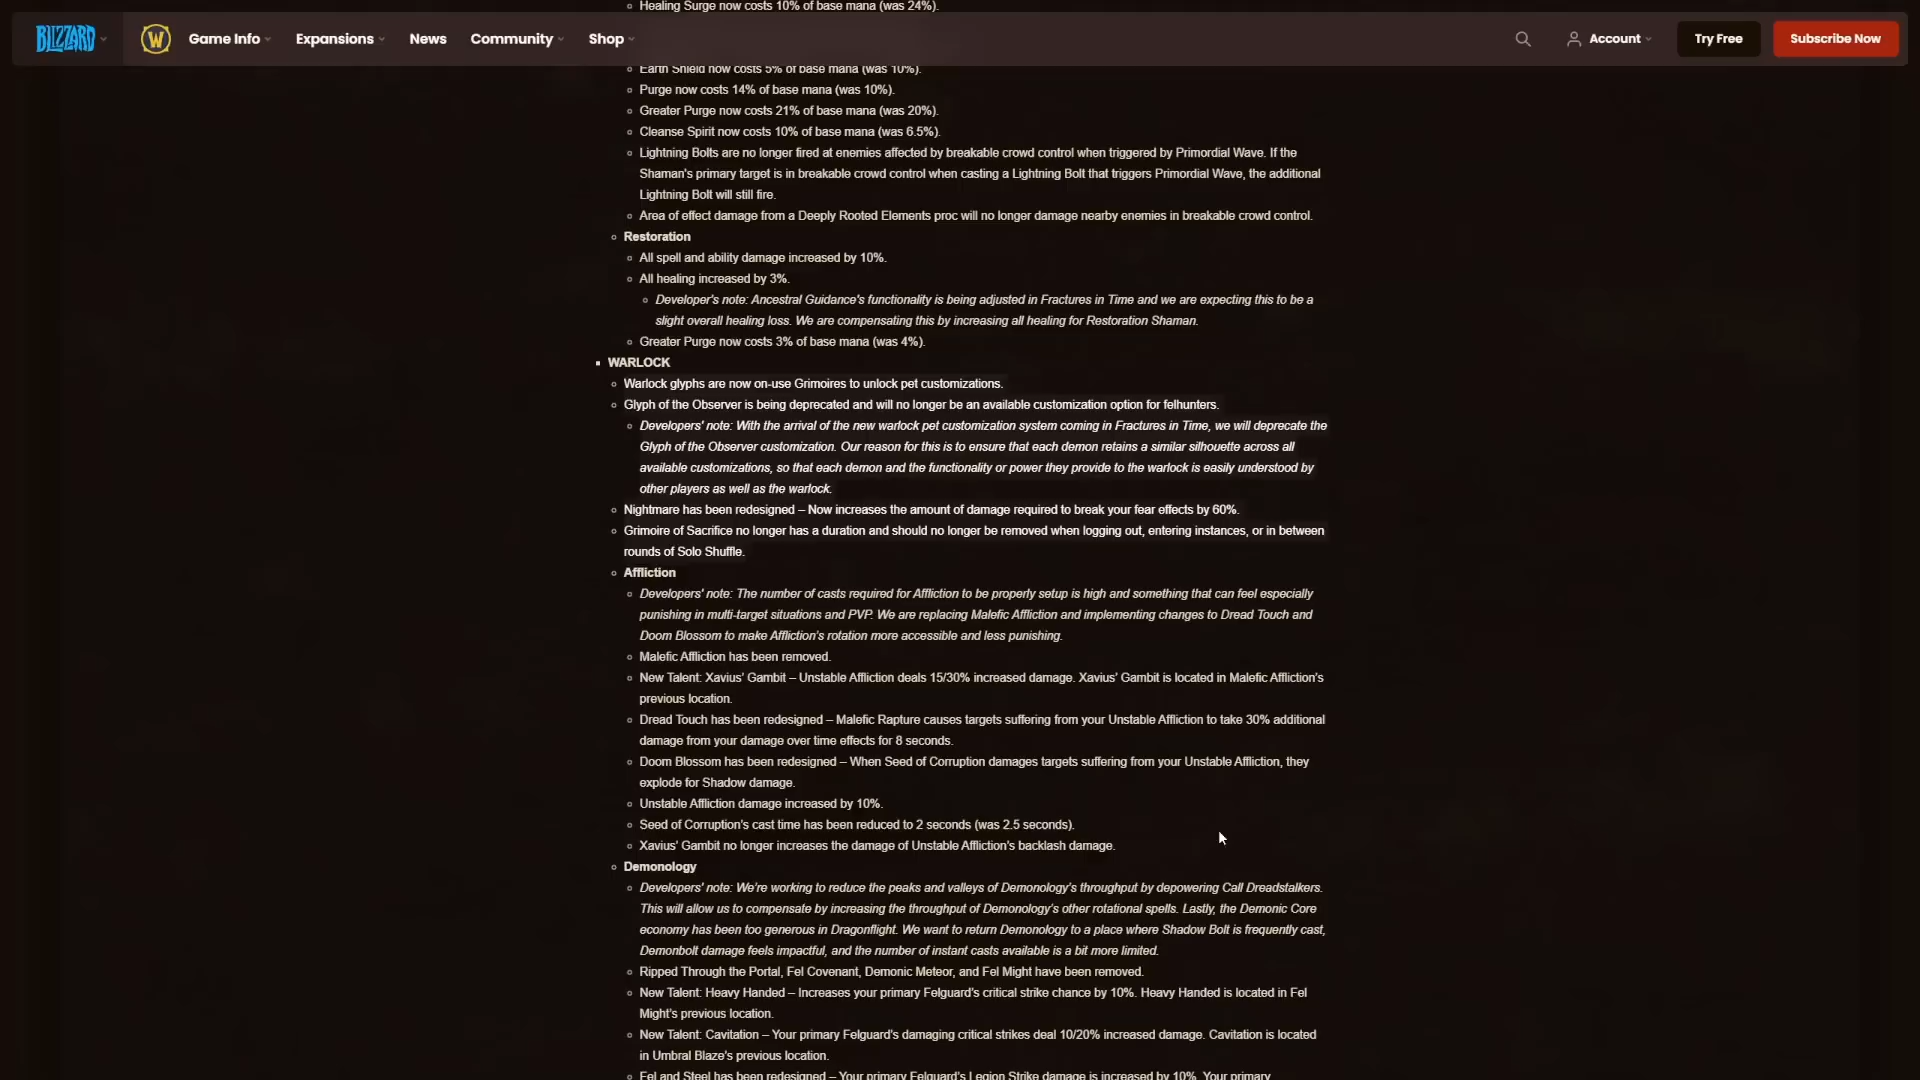 Healing Surge now costs 10% of base mana (was 24%).
BLIZZARD
W
Game Info
Expansions
News
Community
Shop
Account
Try Free
Subscribe Now
Earth Shield now costs 5% of base mana (was 10%).
Purge now costs 14% of base mana (was 10%).
Greater Purge now costs 21% of base mana (was 20%).
Cleanse Spirit now costs 10% of base mana (was 6.5%).
Lightning Bolts are no longer fired at enemies affected by breakable crowd control when triggered by Primordial Wave. If the
Shaman's primary target is in breakable crowd control when casting a Lightning Bolt that triggers Primordial Wave, the additional
Lightning Bolt will still fire.
Area of effect damage from a Deeply Rooted Elements proc will no longer damage nearby enemies in breakable crowd control.
Restoration
All spell and ability damage increased by 10%.
All healing increased by 3%.
Developer's note: Ancestral Guidance's functionality is being adjusted in Fractures in Time and we are expecting this to be a
slight overall healing loss. We are compensating this by increasing all healing for Restoration Shaman.
Greater Purge now costs 3% of base mana (was 4%).
WARLOCK
Warlock glyphs are now on-use Grimoires to unlock pet customizations.
Glyph of the Observer is being deprecated and will no longer be an available customization option for felhunters.
Developers' note: With the arrival of the new warlock pet customization system coming in Fractures in Time, we will deprecate the
Glyph of the Observer customization. Our reason for this is to ensure that each demon retains a similar silhouette across all
available customizations, so that each demon and the functionality or power they provide to the warlock is easily understood by
other players as well as the warlock.
Nightmare has been redesigned – Now increases the amount of damage required to break your fear effects by 60%.
Grimoire of Sacrifice no longer has a duration and should no longer be removed when logging out, entering instances, or in between
rounds of Solo Shuffle.
Affliction
Developers' note: The number of casts required for Affliction to be properly setup is high and something that can feel especially
punishing in multi-target situations and PVP. We are replacing Malefic Affliction and implementing changes to Dread Touch and
Doom Blossom to make Affliction's rotation more accessible and less punishing.
Malefic Affliction has been removed.
New Talent: Xavius' Gambit – Unstable Affliction deals 15/30% increased damage. Xavius' Gambit is located in Malefic Affliction's
previous location.
Dread Touch has been redesigned – Malefic Rapture causes targets suffering from your Unstable Affliction to take 30% additional
damage from your damage over time effects for 8 seconds.
Doom Blossom has been redesigned – When Seed of Corruption damages targets suffering from your Unstable Affliction, they
explode for Shadow damage.
Unstable Affliction damage increased by 10%.
Seed of Corruption's cast time has been reduced to 2 seconds (was 2.5 seconds).
Xavius' Gambit no longer increases the damage of Unstable Affliction's backlash damage.
Demonology
Developers' note: We're working to reduce the peaks and valleys of Demonology's throughput by depowering Call Dreadstalkers.
This will allow us to compensate by increasing the throughput of Demonology's other rotational spells. Lastly, the Demonic Core
economy has been too generous in Dragonflight. We want to return Demonology to a place where Shadow Bolt is frequently cast,
Demonbolt damage feels impactful, and the number of instant casts available is a bit more limited.
Ripped Through the Portal, Fel Covenant, Demonic Meteor, and Fel Might have been removed.
New Talent: Heavy Handed – Increases your primary Felguard's critical strike chance by 10%. Heavy Handed is located in Fel
Might's previous location.
New Talent: Cavitation – Your primary Felguard's damaging critical strikes deal 10/20% increased damage. Cavitation is located
in Umbral Blaze's previous location.
Fel and Steel has been redesigned – Your primary Felguard's Legion Strike damage is increased by 10%. Your primary